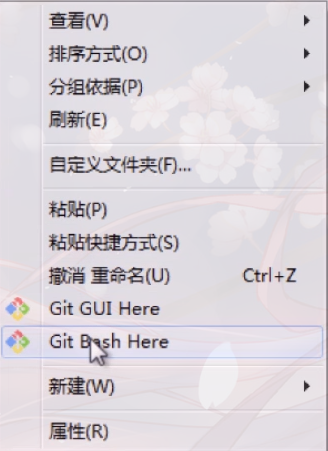 查看(V)
排序方式(O)
分组依据(P)
刷新(E)
自定义文件夹(F)...
粘贴(P)
粘贴快捷方式(S)
撤消 重命名(U) Ctrl+Z
Git GUI Here
Git Bash Here
新建(W)
属性(R)